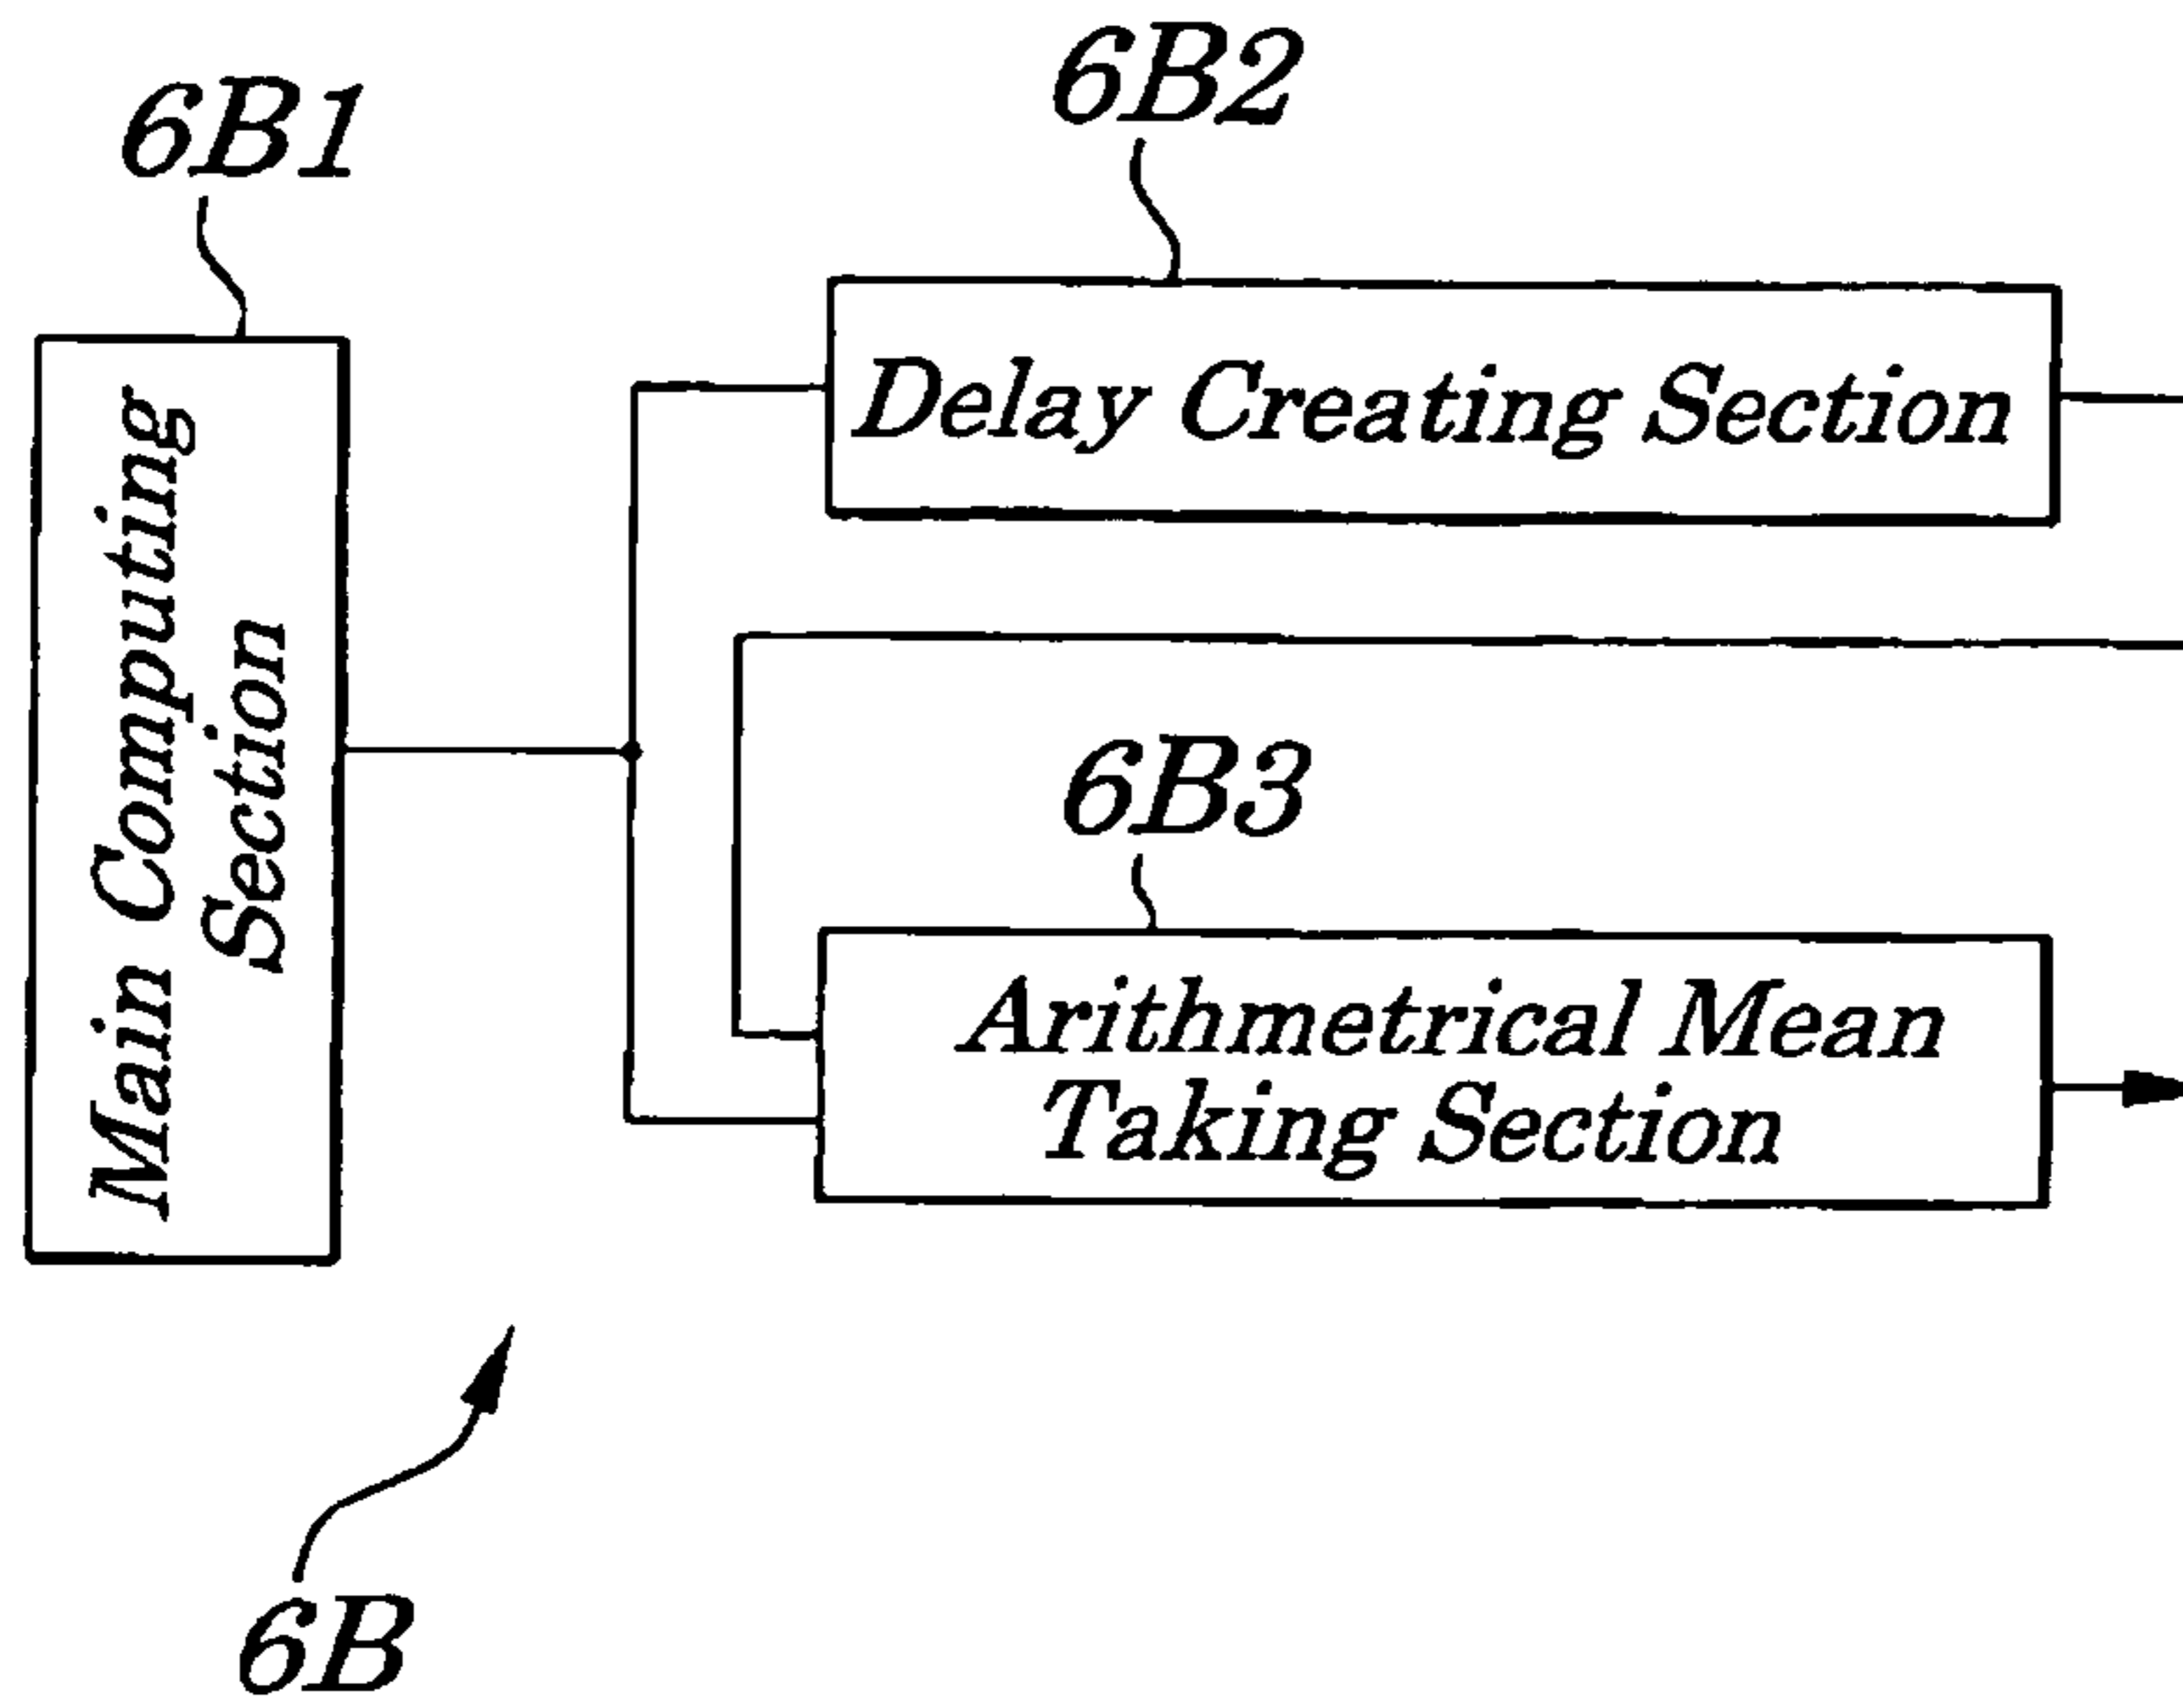 6B1
6B2
Main Computing
Section
Delay Creating Section
6B3
Arithmetrical Mean
Taking Section
6B